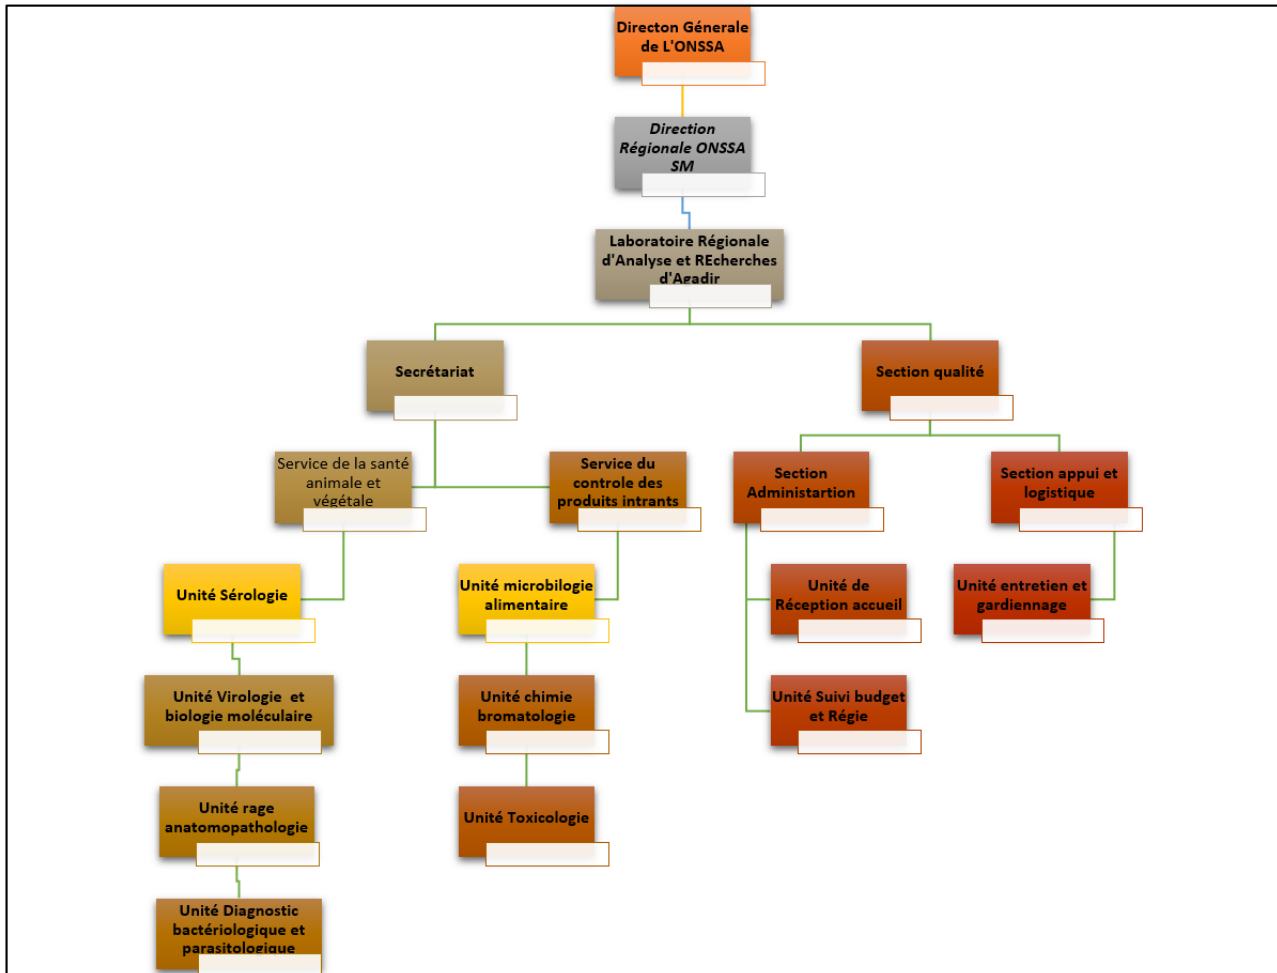 Directon Génerale
de L'ONSSA
Direction
Régionale ONSSA
SM
Laboratoire Régionale
d'Analyse et REcherches
d'Agadir
Secrétariat
Section qualité
Service de la santé
animale et
végétale
Service du
controle des
produits intrants
Section
Administartion
Section appui et
logistique
Unité Sérologie
Unité microbilogie
alimentaire
Unité de
Réception accueil
Unité entretien et
gardiennage
Unité Virologie et
biologie moléculaire
Unité chimie
bromatologie
Unité Suivi budget
et Régie
Unité rage
anatomopathologie
Unité Toxicologie
Unité Diagnostic
bactériologique et
parasitologique